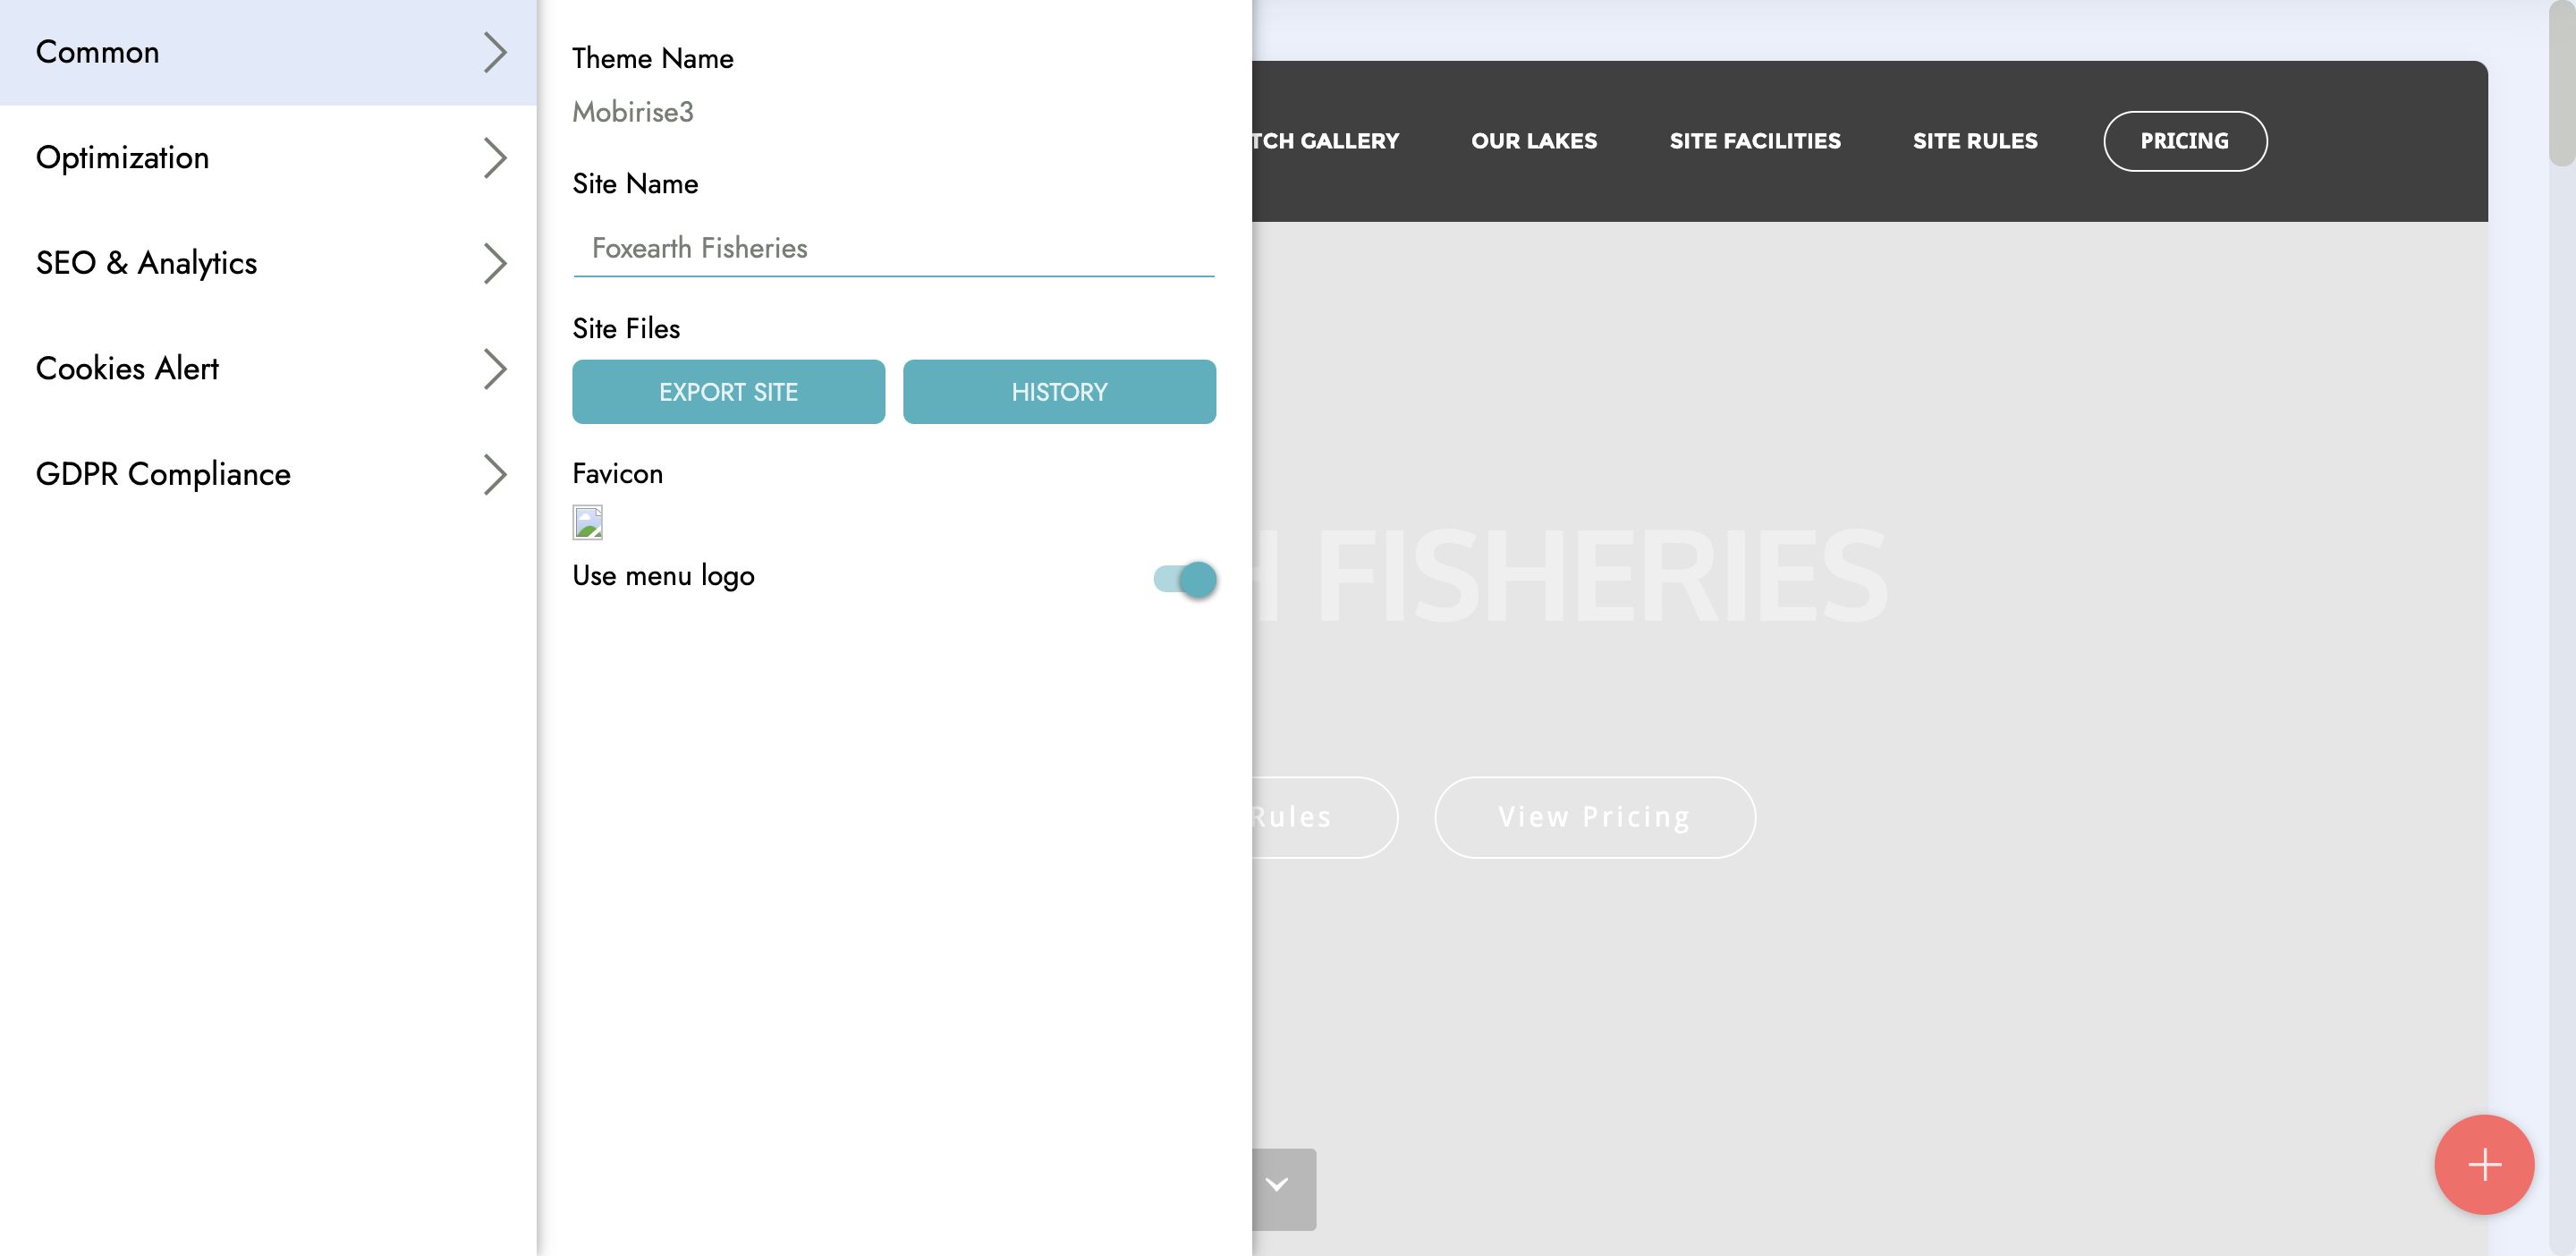 Common
Optimization
SEO & Analytics
Cookies Alert
GDPR Compliance
Theme Name
Mobirise3
Site Name
Foxearth Fisheries
Site Files
EXPORT SITE
HISTORY
Favicon
Use menu logo
TCH GALLERY
OUR LAKES
SITE FACILITIES
SITE RULES
PRICING
H FISHERIES
Rules
View Pricing